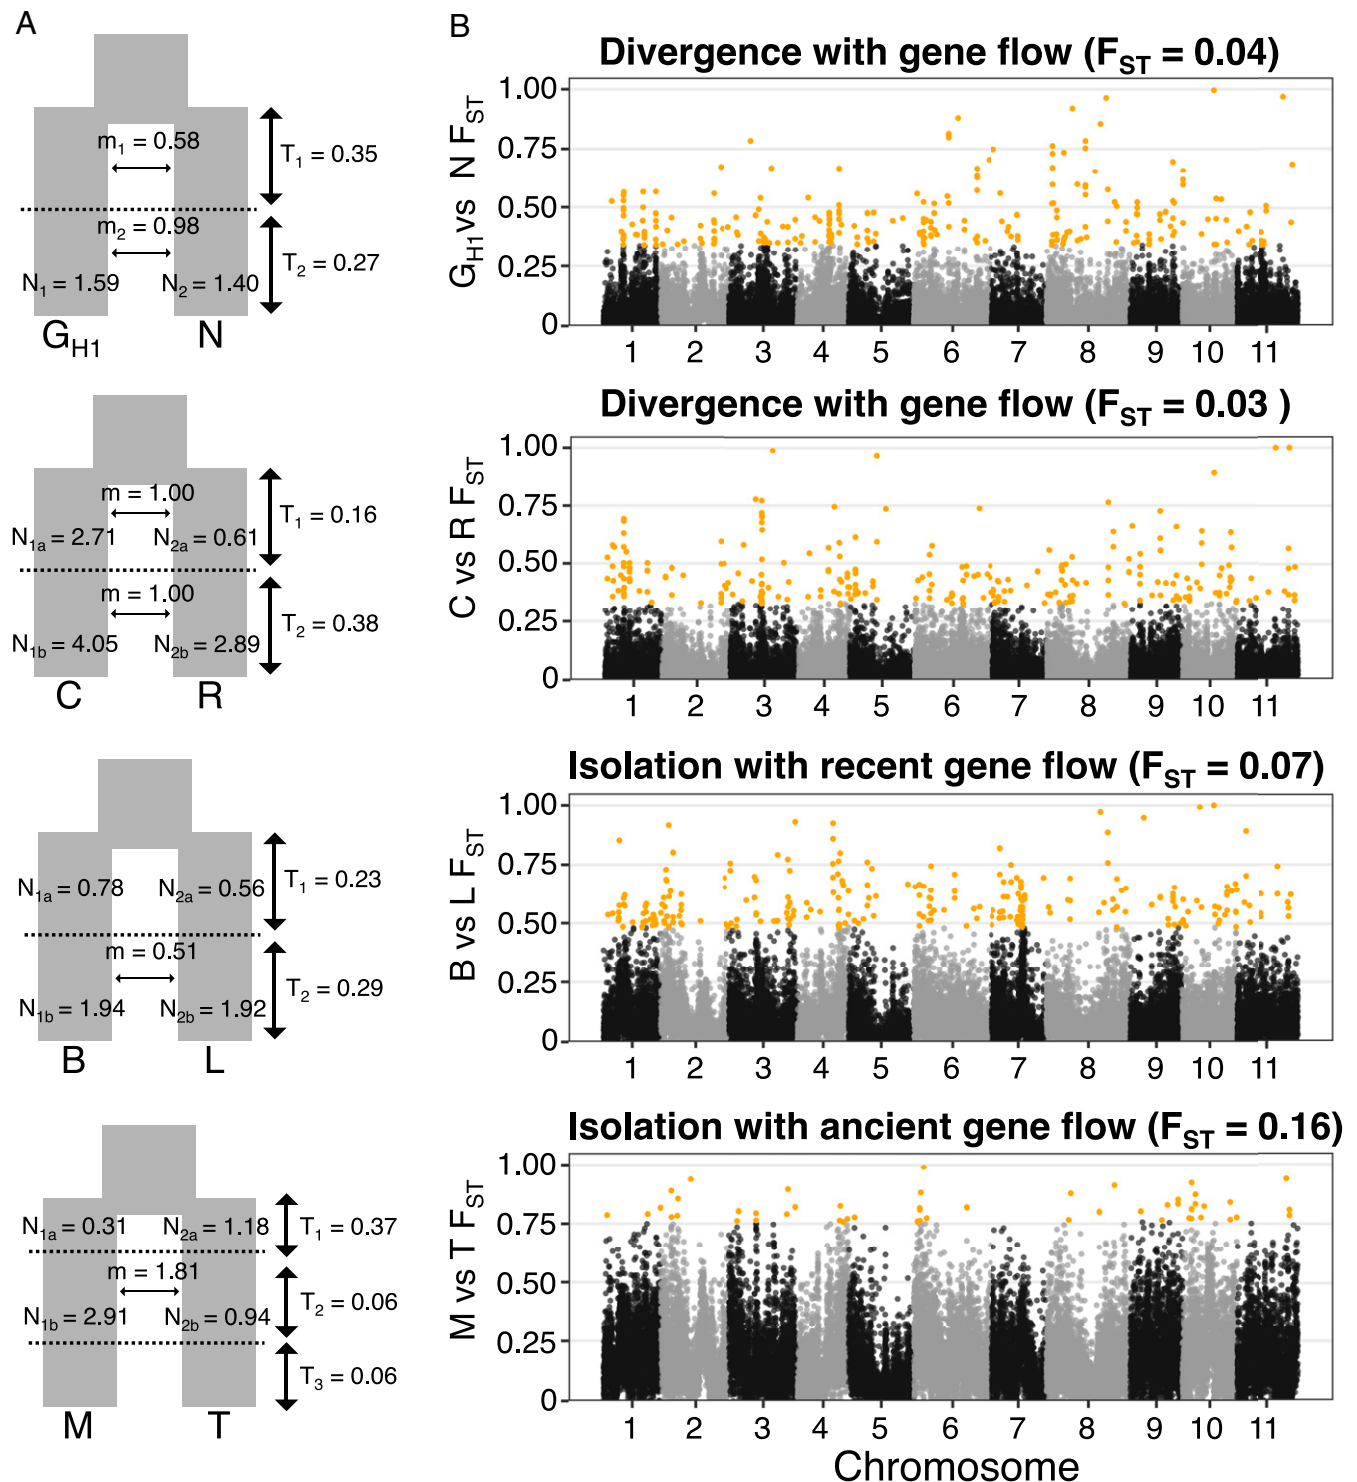 A
m1 = 0.58
T1 = 0.35
m2 = 0.98
T2 = 0.27
N1 = 1.59
N2 = 1.40
GH1
N
m = 1.00
T1 = 0.16
N1a = 2.71
N2a = 0.61
m = 1.00
T2 = 0.38
N1b = 4.05
N2b = 2.89
C
R
N1a = 0.78
N2a = 0.56
T1 = 0.23
m = 0.51
T2 = 0.29
N1b = 1.94
N2b = 1.92
B
L
N1a = 0.31
N2a = 1.18
T1 = 0.37
m = 1.81
T2 = 0.06
N1b = 2.91
N2b = 0.94
T3 = 0.06
M
T
B
Divergence with gene flow (FST = 0.04)
GH1 vs N FST
1.00
0.75
0.50
0.25
0
1 2 3 4 5 6 7 8 9 10 11
Divergence with gene flow (FST = 0.03 )
C vs R FST
1.00
0.75
0.50
0.25
0
1 2 3 4 5 6 7 8 9 10 11
Isolation with recent gene flow (FST = 0.07)
B vs L FST
1.00
0.75
0.50
0.25
0
1 2 3 4 5 6 7 8 9 10 11
Isolation with ancient gene flow (FST = 0.16)
M vs T FST
1.00
0.75
0.50
0.25
0
1 2 3 4 5 6 7 8 9 10 11
Chromosome